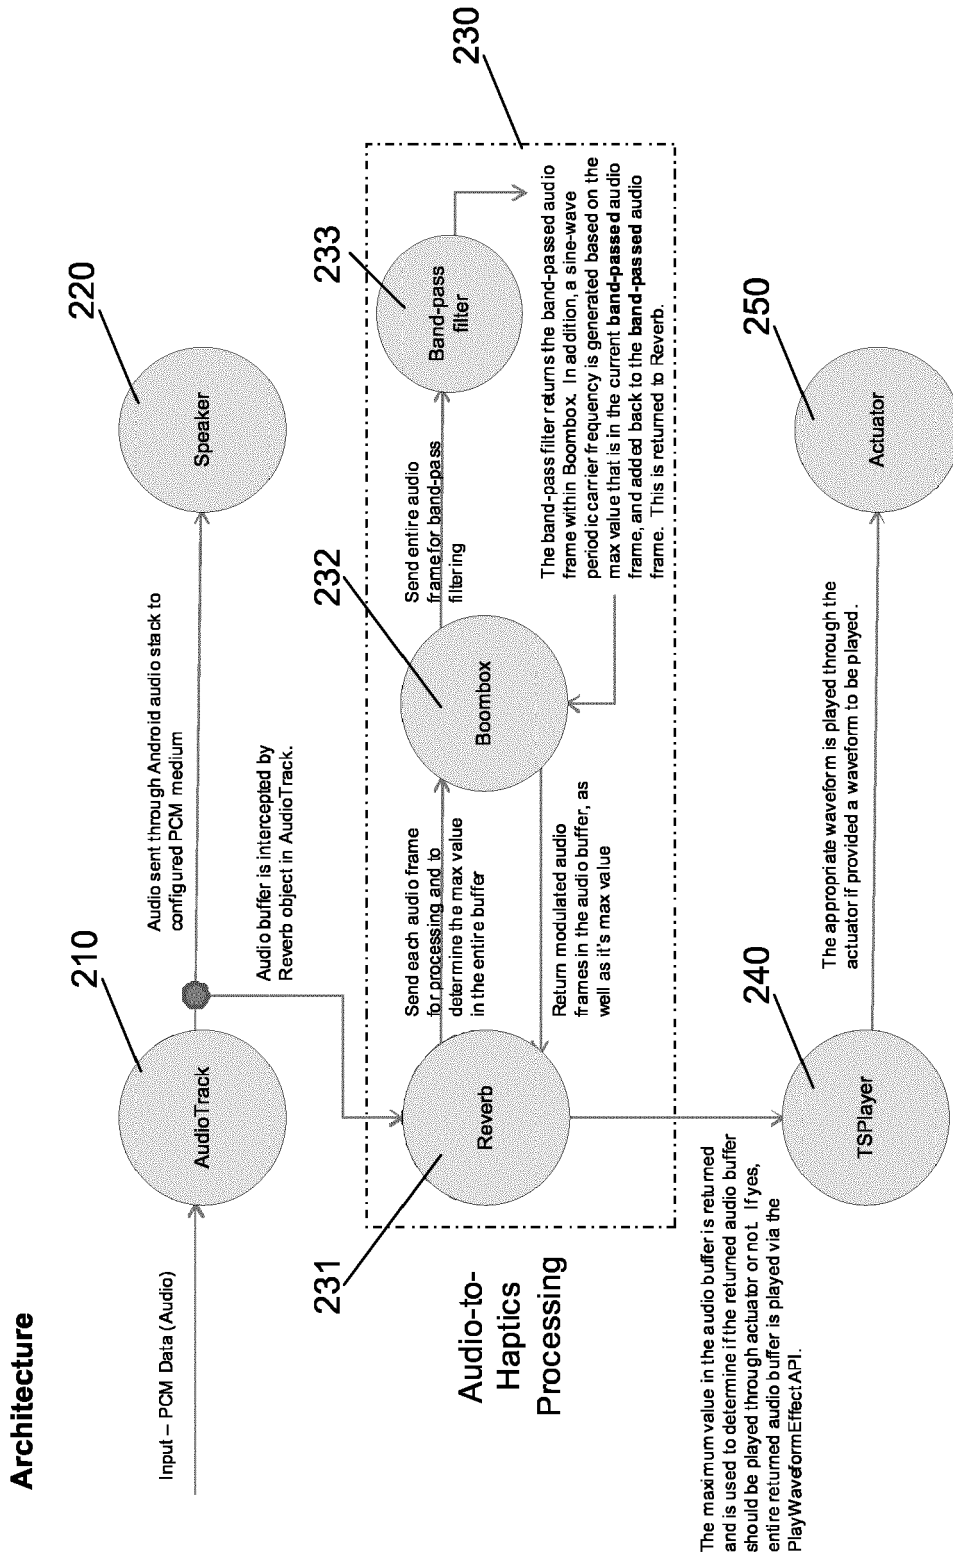 Architecture
Input – PCM Data (Audio)
210
AudioTrack
Audio sent through Android audio stack to
configured PCM medium
220
Speaker
Audio buffer is intercepted by
Reverb object in AudioTrack.
Audio-to-
Haptics
Processing
230
231
Reverb
Send each audio frame
for processing and to
determine the max value
in the entire buffer
Return modulated audio
frames in the audio buffer, as
well as it's max value
232
Boombox
Send entire audio
frame for band-pass
filtering
233
Band-pass
filter
The band-pass filter returns the band-passed audio
frame within Boombox. In addition, a sine-wave
periodic carrier frequency is generated based on the
max value that is in the current band-passed audio
frame, and added back to the band-passed audio
frame. This is returned to Reverb.
The maximum value in the audio buffer is returned
and is used to determine if the returned audio buffer
should be played through actuator or not. If yes,
entire returned audio buffer is played via the
PlayWaveformEffect API.
240
TSPlayer
The appropriate waveform is played through the
actuator if provided a waveform to be played.
250
Actuator